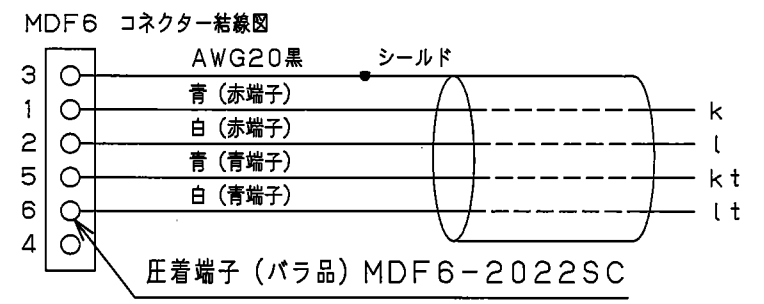 MDF6 コネクター結線図
AWG20黒 シールド
3
青（赤端子）
1 k
白（赤端子）
2 l
青（青端子）
5 kt
白（青端子）
6 lt
4
圧着端子（バラ品）MDF6-2022SC